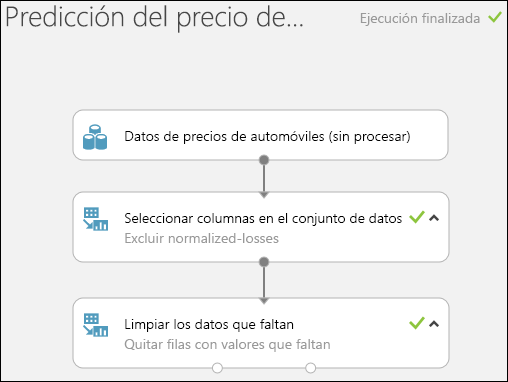 Predicción del precio de...
Ejecución finalizada
Datos de precios de automóviles (sin procesar)
Seleccionar columnas en el conjunto de datos
Excluir normalized-losses
Limpiar los datos que faltan
Quitar filas con valores que faltan